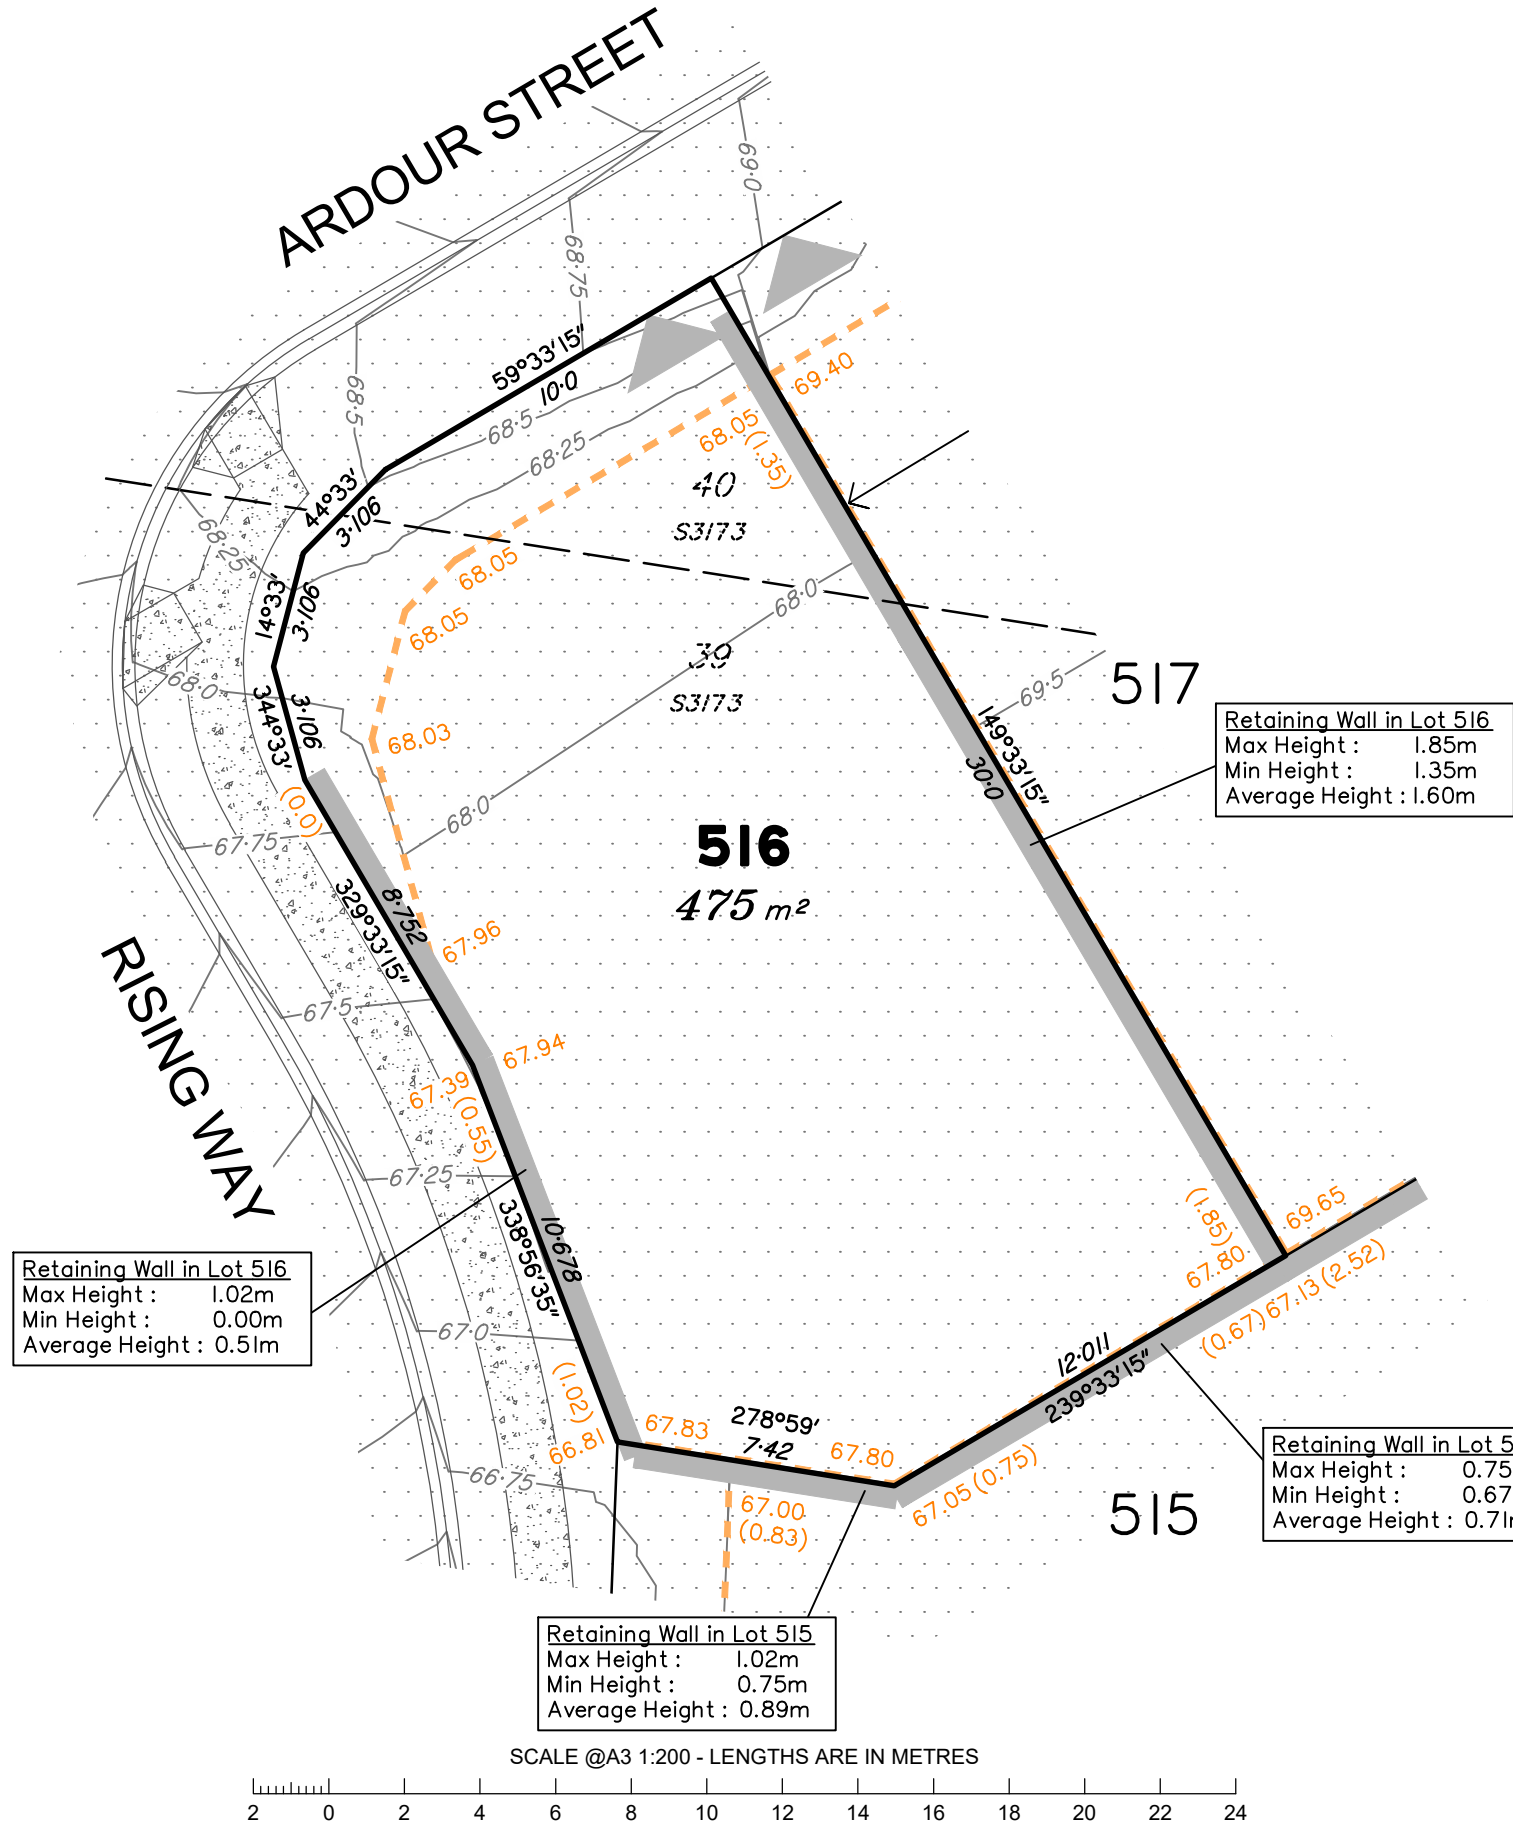 ARDOUR STREET
69·0
68·75
59°33'15"
10·0
68·5
69.40
68·5
68.05
(1.35)
68·25
40
S3173
44°33'
3·106
68·25
68.05
14°33'
3·106
68.05
68·0
39
S3173
517
68·0
344°33'
3·106
68.03
69·5
149°33'15"
30·0
Retaining Wall in Lot 516
Max Height : 1.85m
Min Height : 1.35m
Average Height : 1.60m
(0.0)
68·0
67·75
516
475 m²
329°33'15"
8·752
67.96
RISING WAY
67·5
67.94
67.39
(0.55)
67·25
338°56'35"
10·678
(1.85)
69.65
67.80
67.13 (2.52)
(0.67)
Retaining Wall in Lot 516
Max Height : 1.02m
Min Height : 0.00m
Average Height : 0.51m
67·0
12·011
239°33'15"
(1.02)
66.81
67.83
278°59'
7·42
67.80
66·75
67.05 (0.75)
67.00
(0.83)
515
Retaining Wall in Lot 5
Max Height : 0.75
Min Height : 0.67
Average Height : 0.71
Retaining Wall in Lot 515
Max Height : 1.02m
Min Height : 0.75m
Average Height : 0.89m
SCALE @A3 1:200 - LENGTHS ARE IN METRES
2 0 2 4 6 8 10 12 14 16 18 20 22 24